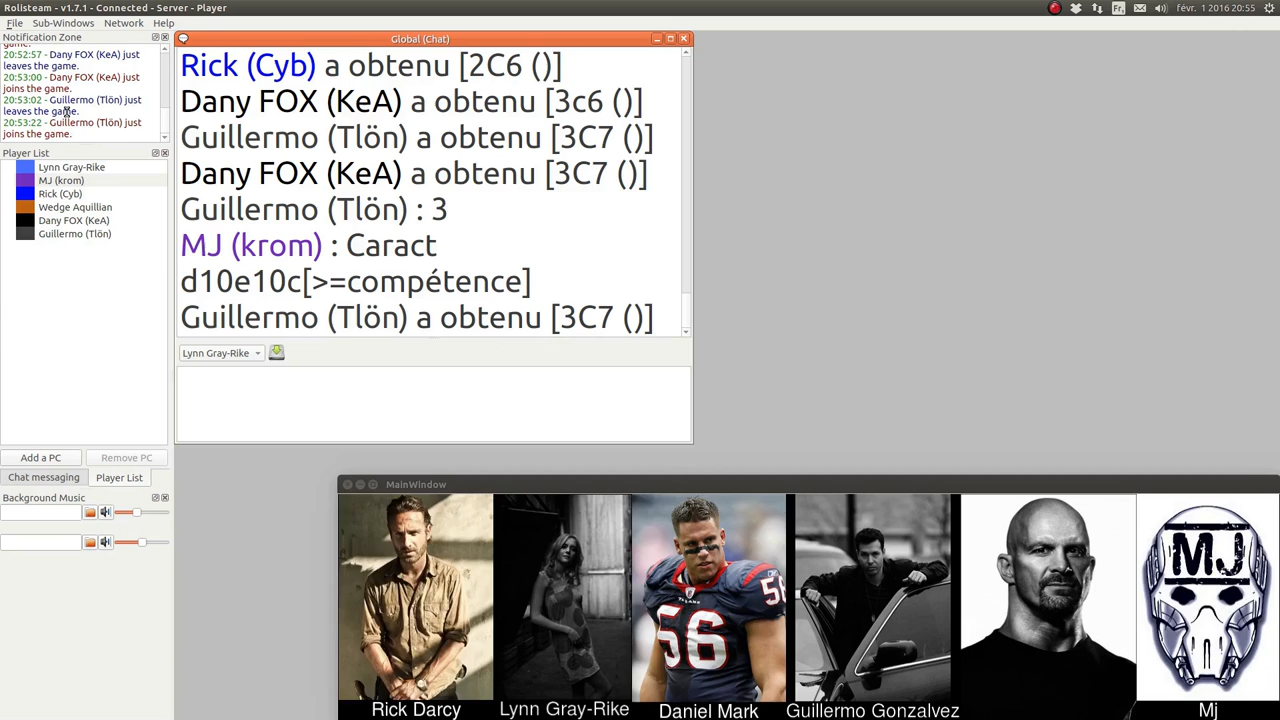 Rolisteam - v1.7.1 - Connected - Server - Player
Fr₁
févr. 1 2016 20:55
File Sub-Windows Network Help
Notification Zone
game.
20:52:57 - Dany FOX (KeA) just
leaves the game.
20:53:00 - Dany FOX (KeA) just
joins the game.
20:53:02 - Guillermo (Tlön) just
leaves the game.
20:53:22 - Guillermo (Tlön) just
joins the game.
Player List
Lynn Gray-Rike
MJ (krom)
Rick (Cyb)
Wedge Aquillian
Dany FOX (KeA)
Guillermo (Tlön)
Add a PC Remove PC
Chat messaging Player List
Background Music
Global (Chat)
Rick (Cyb) a obtenu [2C6 ()]
Dany FOX (KeA) a obtenu [3c6 ()]
Guillermo (Tlön) a obtenu [3C7 ()]
Dany FOX (KeA) a obtenu [3C7 ()]
Guillermo (Tlön) : 3
MJ (krom) : Caract
d10e10c[>=compétence]
Guillermo (Tlön) a obtenu [3C7 ()]
Lynn Gray-Rike
MainWindow
56
5
MJ
Rick Darcy
Lynn Gray-Rike
Daniel Mark
Guillermo Gonzalvez
Mj